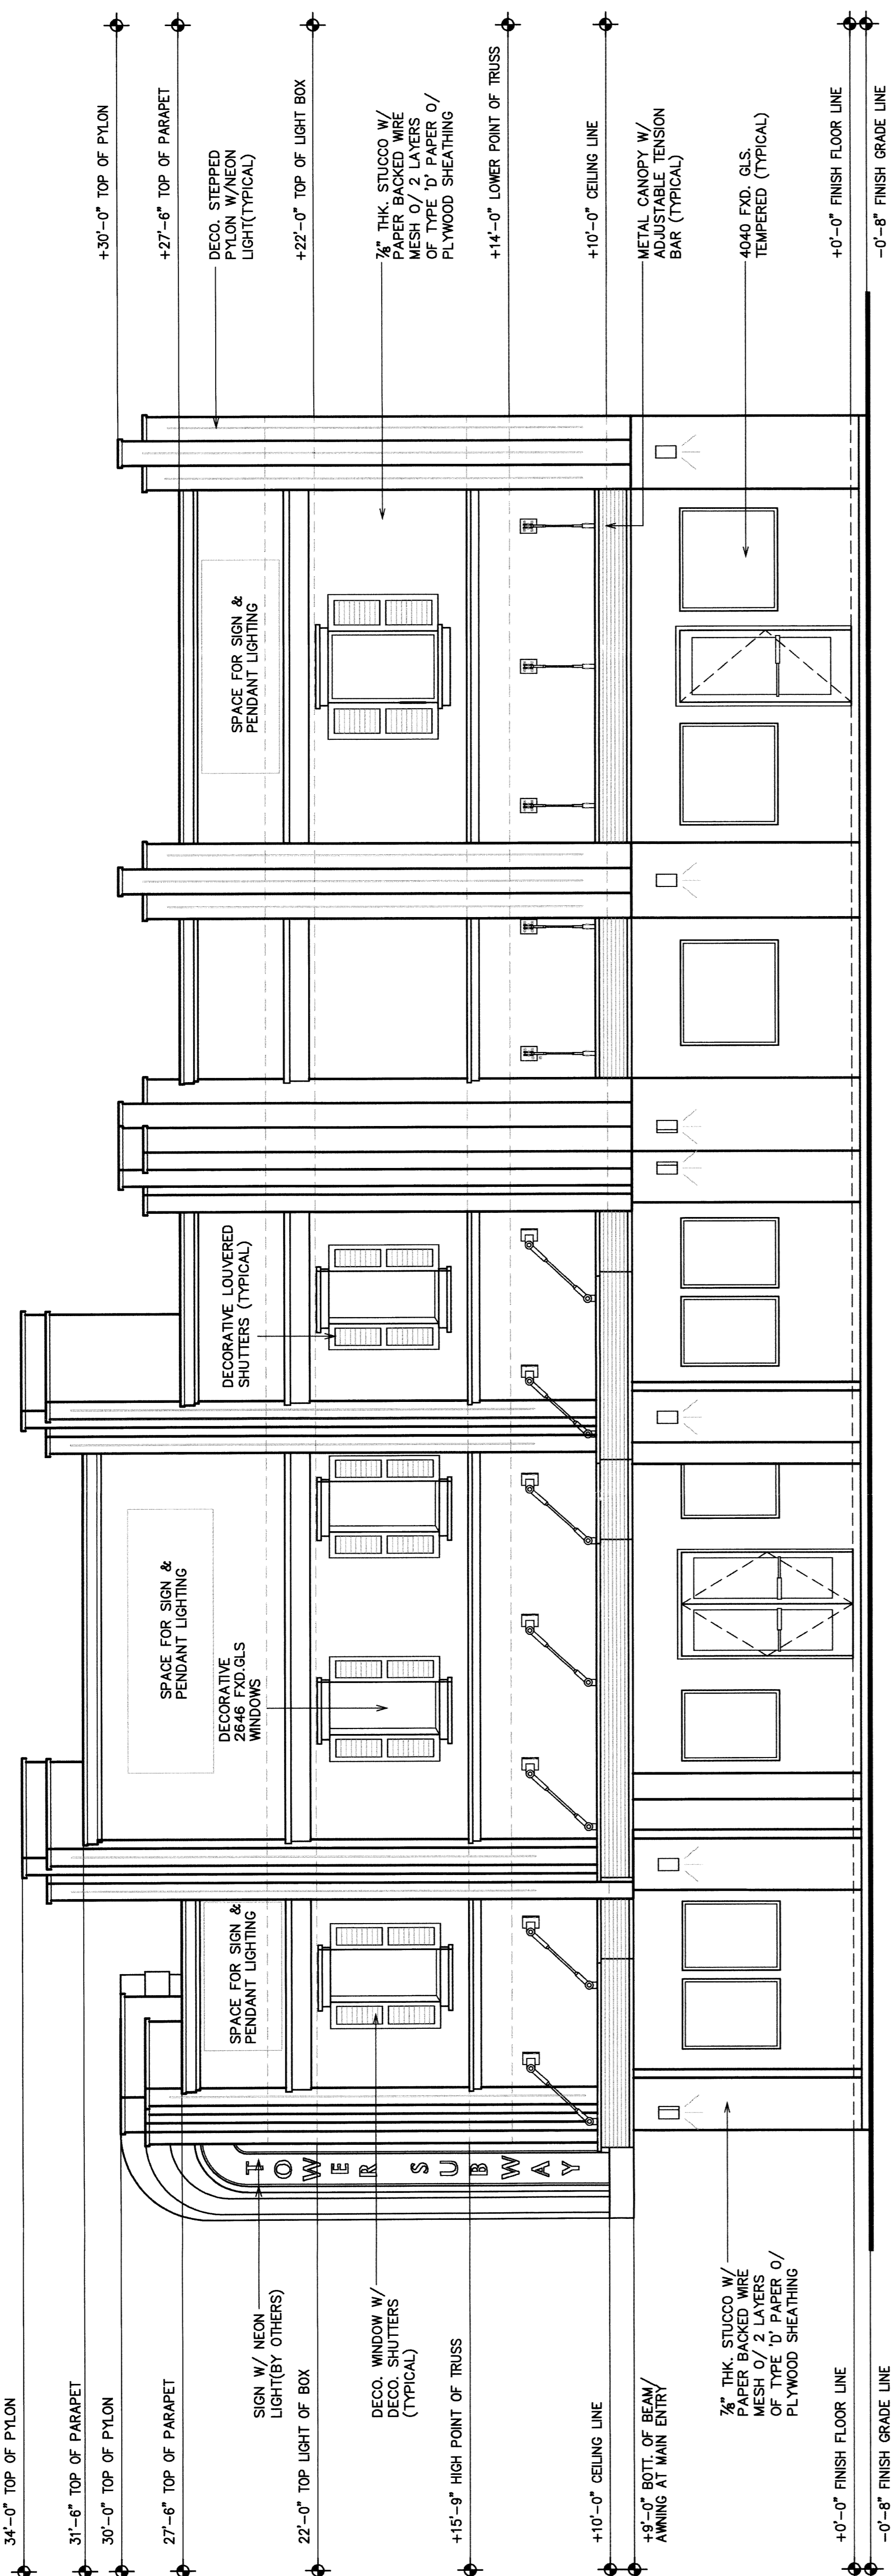 34'-0" TOP OF PYLON
31'-6" TOP OF PARAPET
30'-0" TOP OF PYLON
27'-6" TOP OF PARAPET
SIGN W/ NEON
LIGHT(BY OTHERS)
22'-0" TOP LIGHT OF BOX
DECO. WINDOW W/
DECO. SHUTTERS
(TYPICAL)
+15'-9" HIGH POINT OF TRUSS
+10'-0" CEILING LINE
+9'-0" BOTT. OF BEAM/
AWNING AT MAIN ENTRY
⅞" THK. STUCCO W/
PAPER BACKED WIRE
MESH O/ 2 LAYERS
OF TYPE 'D' PAPER O/
PLYWOOD SHEATHING
+0'-0" FINISH FLOOR LINE
-0'-8" FINISH GRADE LINE
TOWER SUBWAY
SPACE FOR SIGN &
PENDANT LIGHTING
SPACE FOR SIGN &
PENDANT LIGHTING
DECORATIVE
2646 FXD.GLS
WINDOWS
DECORATIVE LOUVERED
SHUTTERS (TYPICAL)
SPACE FOR SIGN &
PENDANT LIGHTING
+30'-0" TOP OF PYLON
+27'-6" TOP OF PARAPET
DECO. STEPPED
PYLON W/NEON
LIGHT(TYPICAL)
+22'-0" TOP OF LIGHT BOX
⅞" THK. STUCCO W/
PAPER BACKED WIRE
MESH O/ 2 LAYERS
OF TYPE 'D' PAPER O/
PLYWOOD SHEATHING
+14'-0" LOWER POINT OF TRUSS
+10'-0" CEILING LINE
METAL CANOPY W/
ADJUSTABLE TENSION
BAR (TYPICAL)
4040 FXD. GLS.
TEMPERED (TYPICAL)
+0'-0" FINISH FLOOR LINE
-0'-8" FINISH GRADE LINE